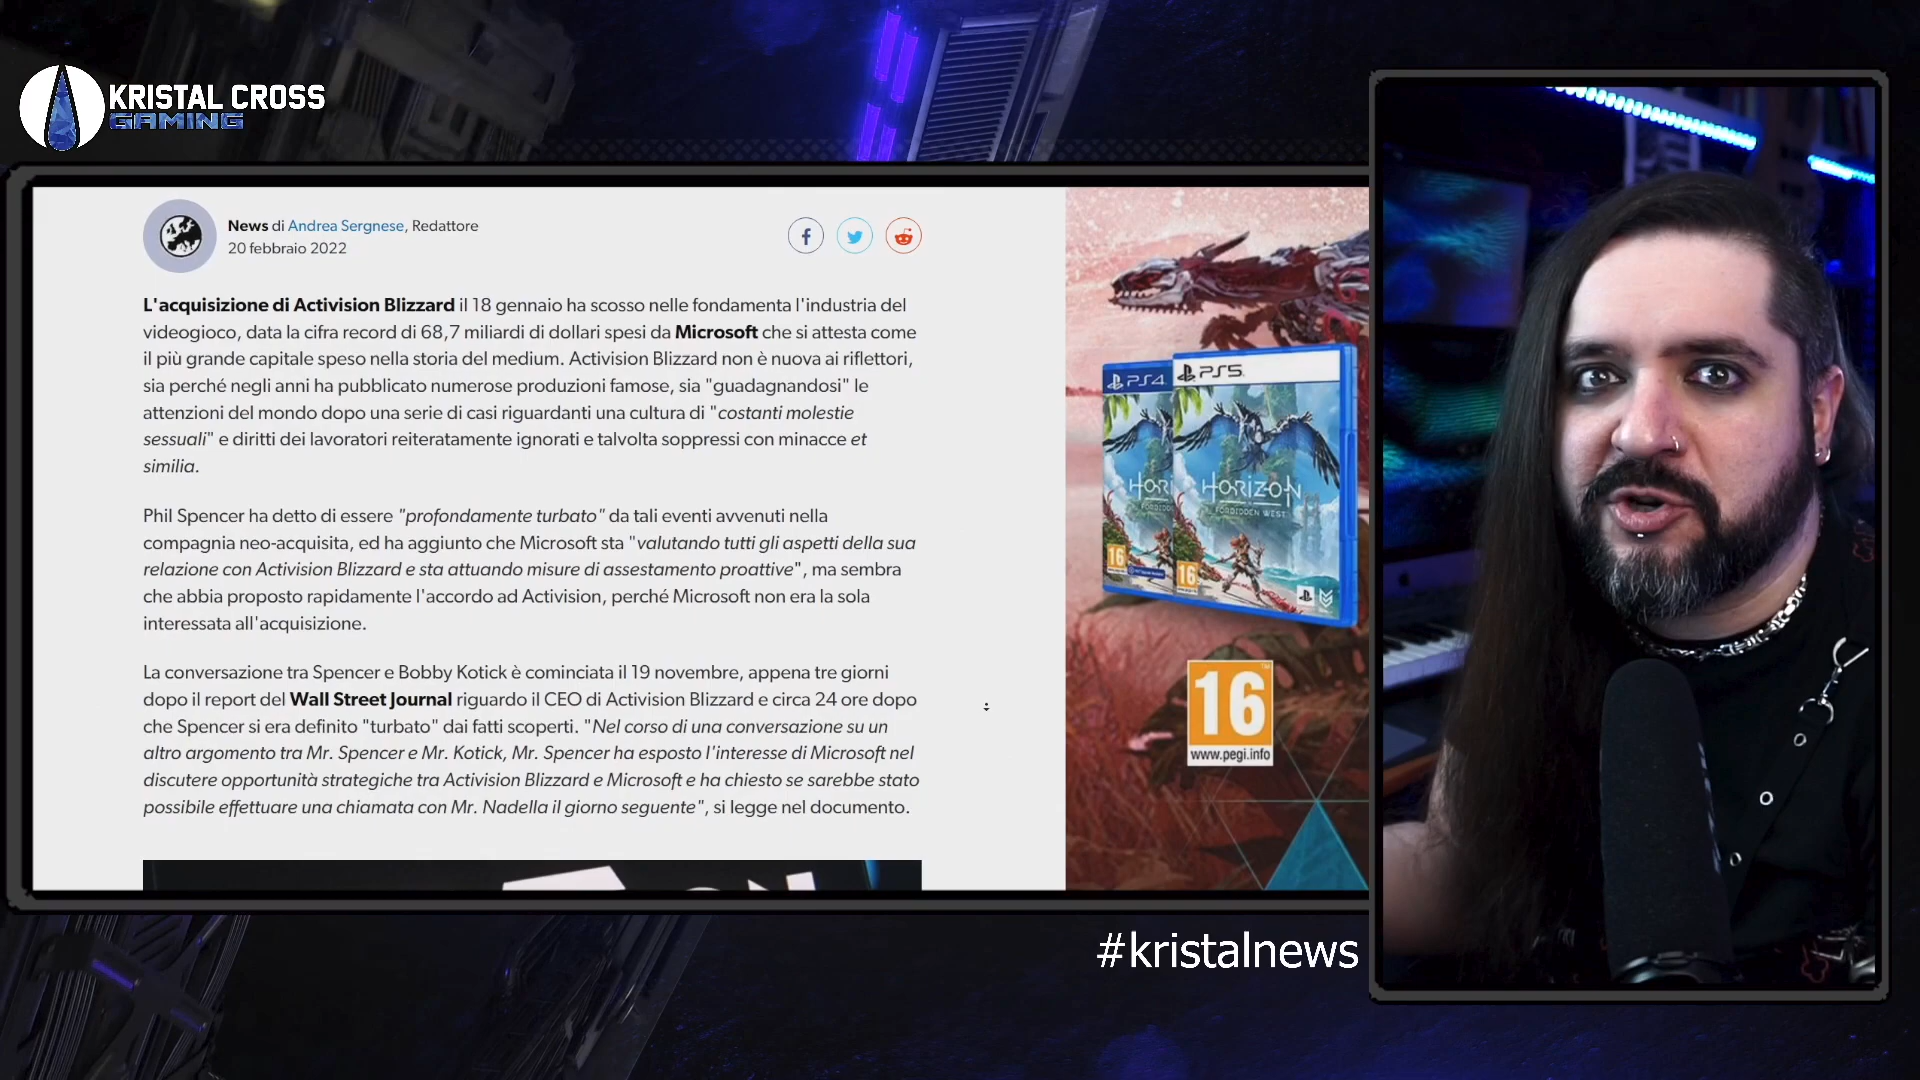 KRISTAL CROSS
GAMING
News di Andrea Sergnese, Redattore
20 febbraio 2022
L'acquisizione di Activision Blizzard il 18 gennaio ha scosso nelle fondamenta l'industria del
videogioco, data la cifra record di 68,7 miliardi di dollari spesi da Microsoft che si attesta come
il più grande capitale speso nella storia del medium. Activision Blizzard non è nuova ai riflettori,
sia perché negli anni ha pubblicato numerose produzioni famose, sia "guadagnandosi" le
attenzioni del mondo dopo una serie di casi riguardanti una cultura di "costanti molestie
sessuali" e diritti dei lavoratori reiteratamente ignorati e talvolta soppressi con minacce et
similia.
Phil Spencer ha detto di essere "profondamente turbato" da tali eventi avvenuti nella
compagnia neo-acquisita, ed ha aggiunto che Microsoft sta "valutando tutti gli aspetti della sua
relazione con Activision Blizzard e sta attuando misure di assestamento proattive", ma sembra
che abbia proposto rapidamente l'accordo ad Activision, perché Microsoft non era la sola
interessata all'acquisizione.
La conversazione tra Spencer e Bobby Kotick è cominciata il 19 novembre, appena tre giorni
dopo il report del Wall Street Journal riguardo il CEO di Activision Blizzard e circa 24 ore dopo
che Spencer si era definito "turbato" dai fatti scoperti. "Nel corso di una conversazione su un
altro argomento tra Mr. Spencer e Mr. Kotick, Mr. Spencer ha esposto l'interesse di Microsoft nel
discutere opportunità strategiche tra Activision Blizzard e Microsoft e ha chiesto se sarebbe stato
possibile effettuare una chiamata con Mr. Nadella il giorno seguente", si legge nel documento.
PS4
PS5
HORI
HORIZON
FORBIDDEN WEST
16
16
16
www.pegi.info
#kristalnews